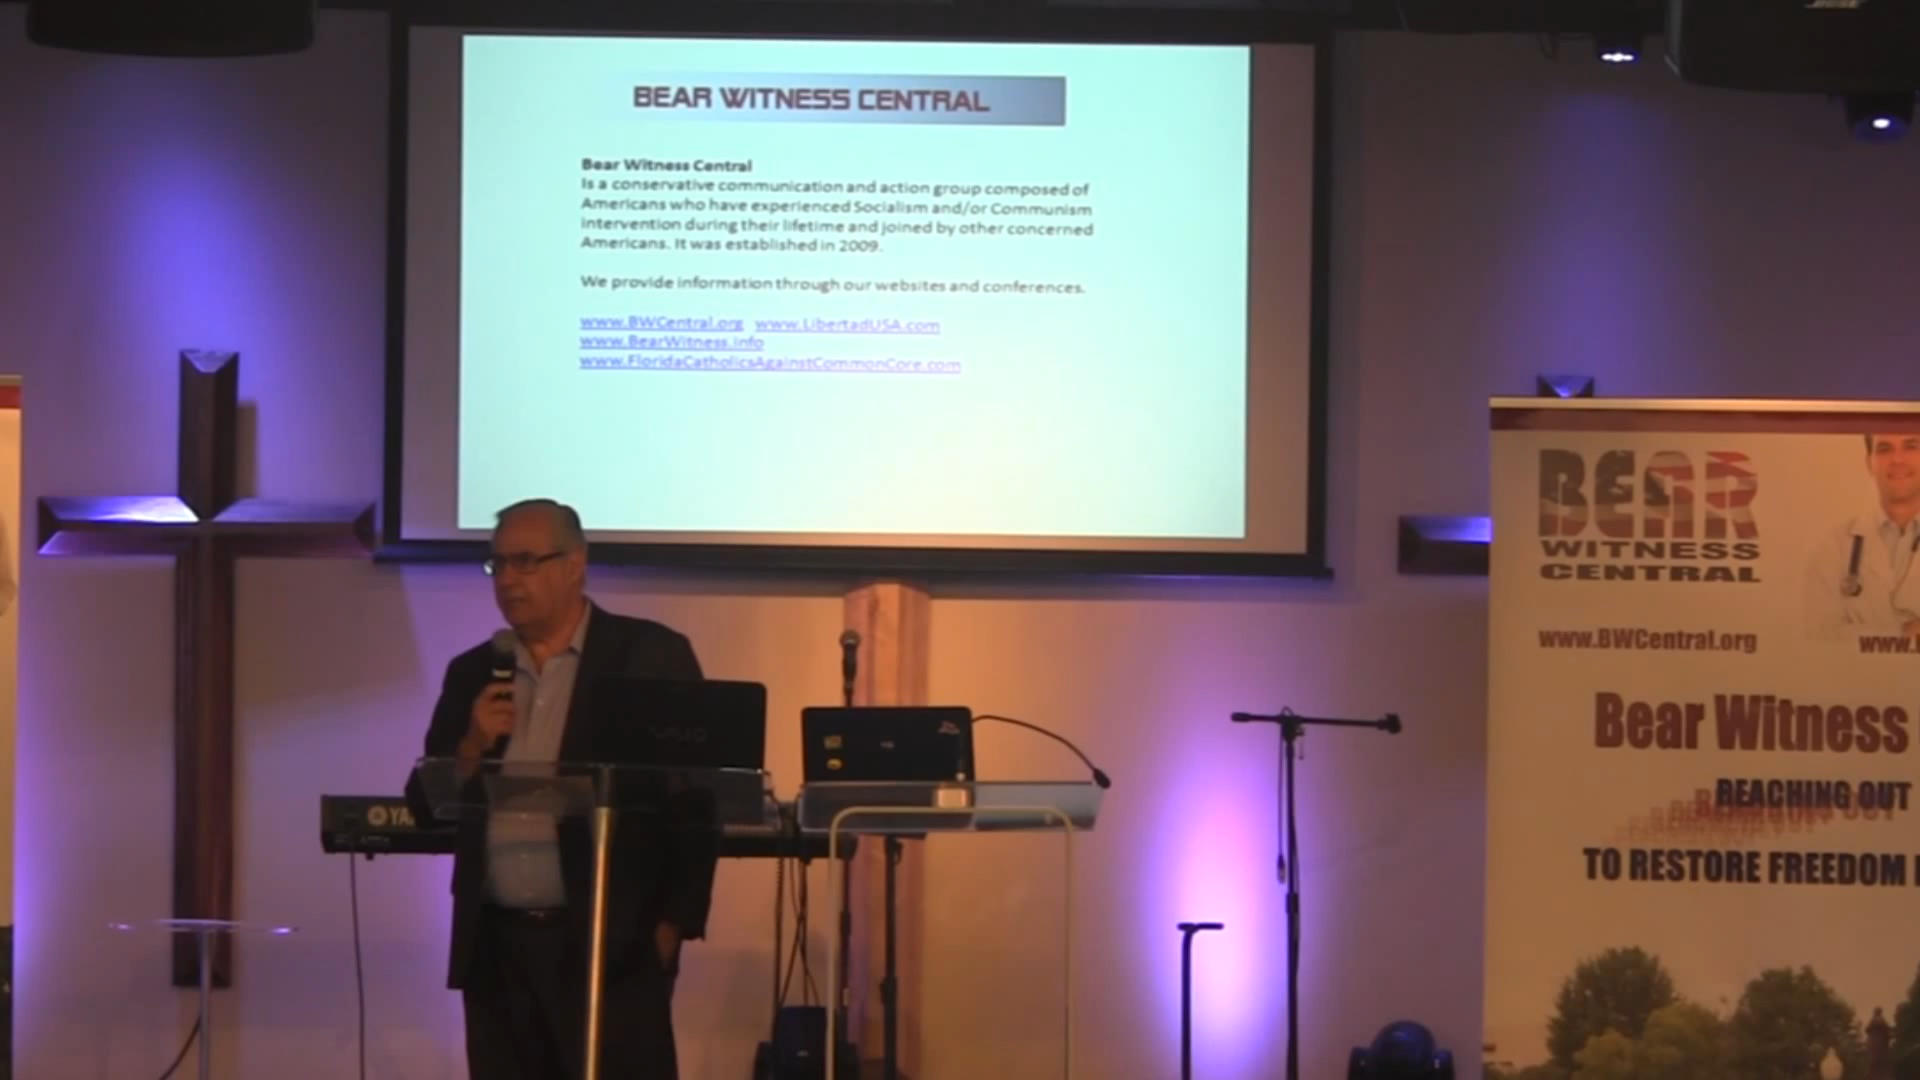 BEAR WITNESS CENTRAL
Bear Witness Central
Is a conservative communication and action group composed of
Americans who have experienced Socialism and/or Communism
intervention during their lifetime and joined by other concerned
Americans. It was established in 2009.
We provide information through our websites and conferences.
www.BWCentral.org www.LibertadUSA.com
www.BearWitness.info
www.FloridaCatholicsAgainstCommonCore.com
BEAR
WITNESS
CENTRAL
www.BWCentral.org
www.
Bear Witness
REACHING OUT
TO RESTORE FREEDOM
VAIO
YA